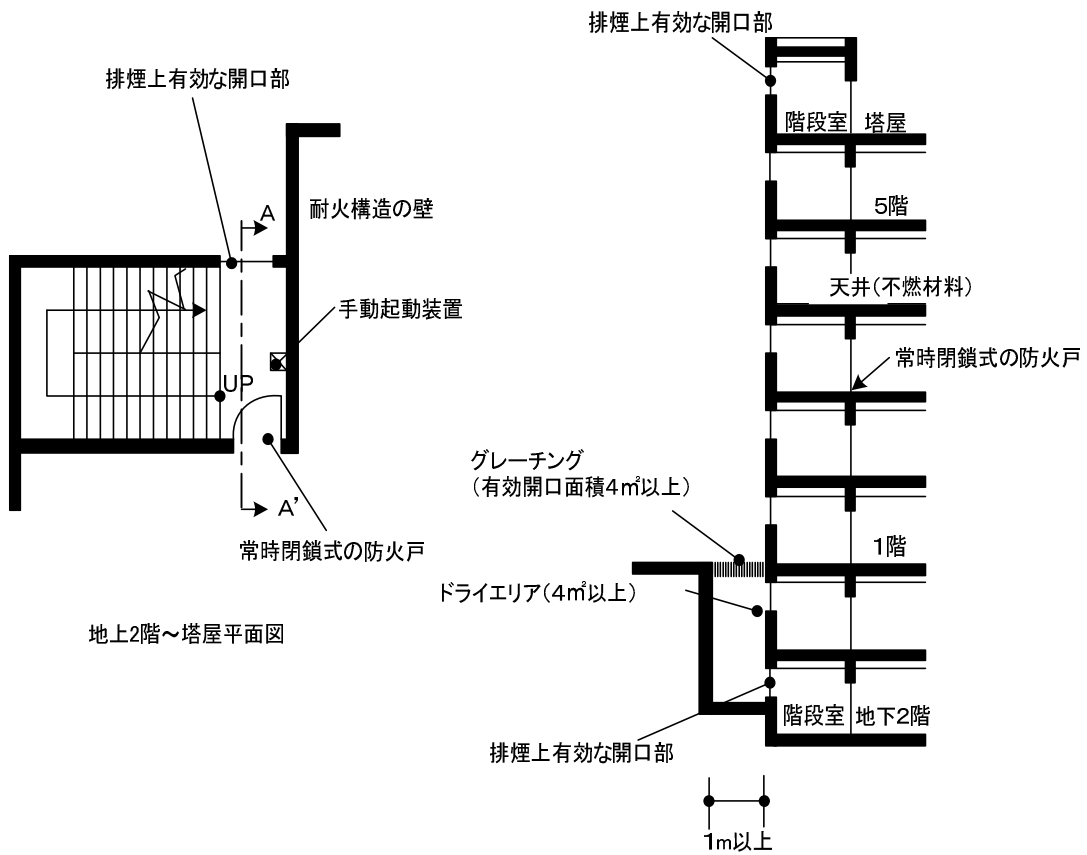 排煙上有効な開口部
A
耐火構造の壁
手動起動装置
UP
A’
常時閉鎖式の防火戸
地上2階～塔屋平面図
排煙上有効な開口部
階段室
塔屋
5階
天井(不燃材料)
常時閉鎖式の防火戸
グレーチング
(有効開口面積4㎡以上)
1階
ドライエリア(4㎡以上)
階段室
地下2階
排煙上有効な開口部
1m以上